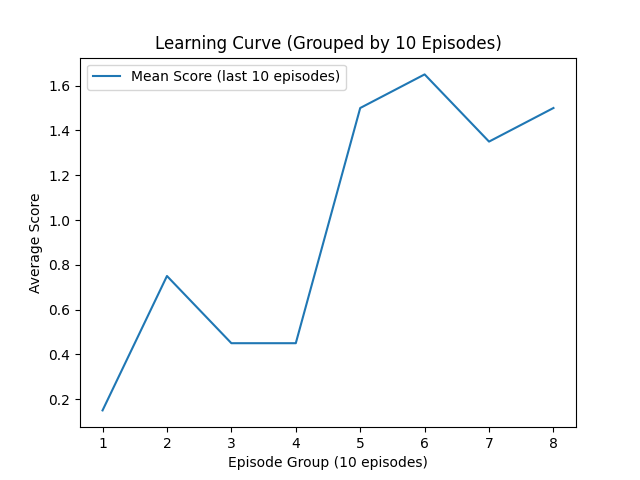 Learning Curve (Grouped by 10 Episodes)
Mean Score (last 10 episodes)
Average Score
1.6
1.4
1.2
1.0
0.8
0.6
0.4
0.2
1 2 3 4 5 6 7 8
Episode Group (10 episodes)